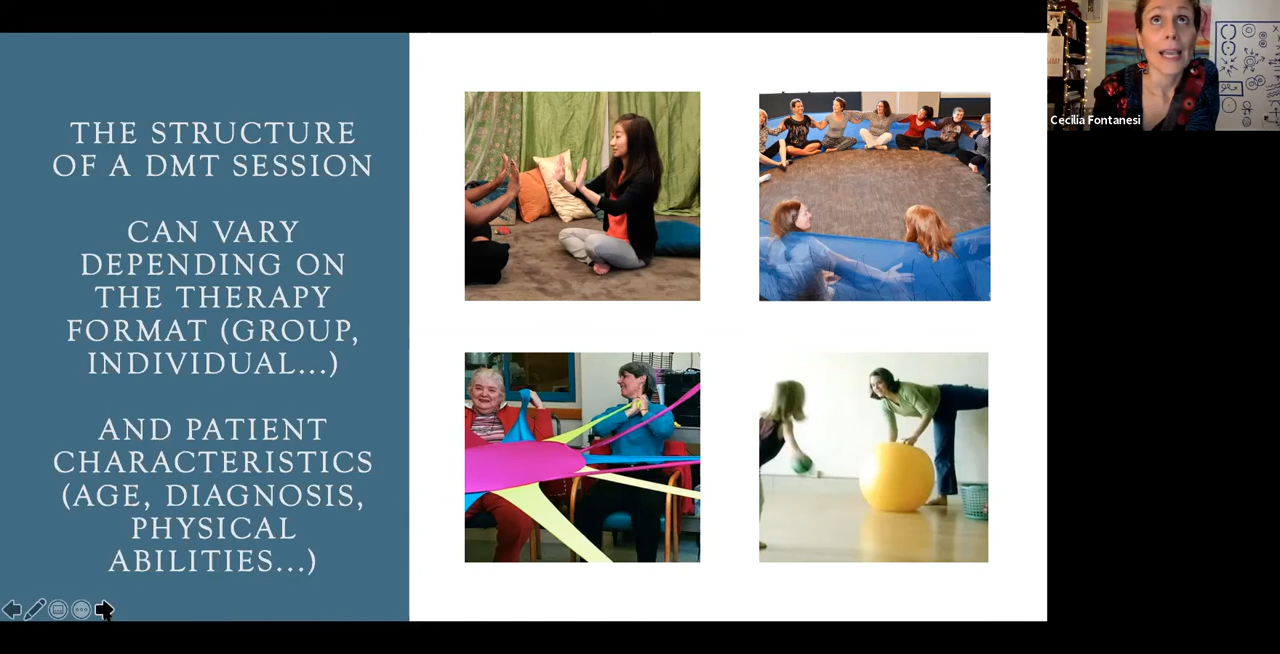 THE STRUCTURE
OF A DMT SESSION
CAN VARY
DEPENDING ON
THE THERAPY
FORMAT (GROUP,
INDIVIDUAL...)
AND PATIENT
CHARACTERISTICS
(AGE, DIAGNOSIS,
PHYSICAL
ABILITIES...)
Cecilia Fontanesi